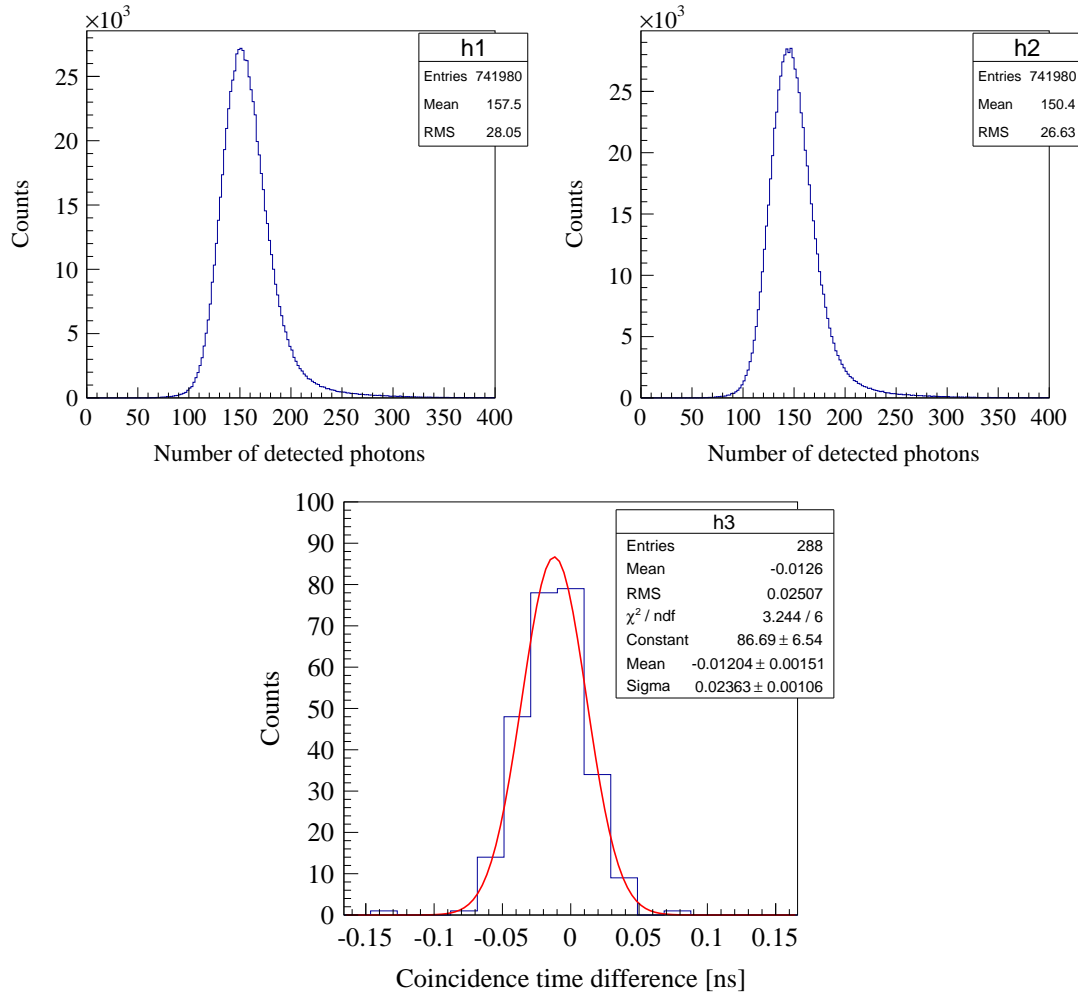 ×10³
h1
Entries 741980
Mean 157.5
RMS 28.05
25
20
15
10
5
0
Counts
0 50 100 150 200 250 300 350 400
Number of detected photons
×10³
h2
Entries 741980
Mean 150.4
RMS 26.63
25
20
15
10
5
0
Counts
0 50 100 150 200 250 300 350 400
Number of detected photons
h3
Entries 288
Mean -0.0126
RMS 0.02507
χ² / ndf 3.244 / 6
Constant 86.69 ± 6.54
Mean -0.01204 ± 0.00151
Sigma 0.02363 ± 0.00106
100
90
80
70
60
50
40
30
20
10
0
Counts
-0.15 -0.1 -0.05 0 0.05 0.1 0.15
Coincidence time difference [ns]